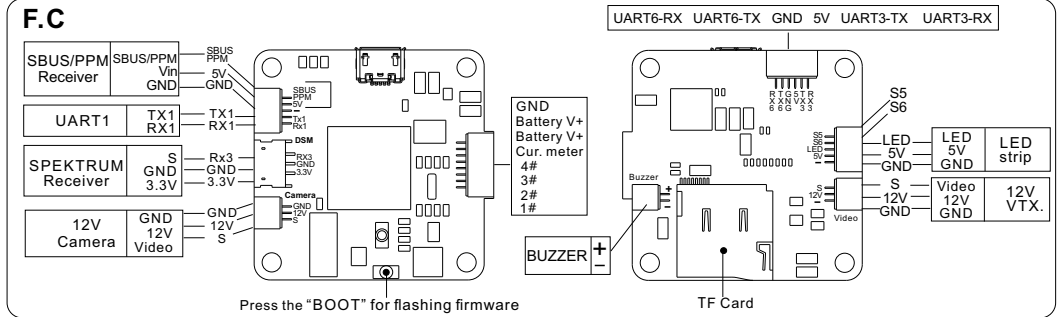 F.C
UART6-RX UART6-TX GND 5V UART3-TX UART3-RX
SBUS/PPM Receiver
SBUS/PPM
Vin
GND
SBUS
PPM
5V
GND
SBUS
PPM
5V
–
Tx1
Rx1
UART1
TX1
RX1
TX1
RX1
DSM
SPEKTRUM Receiver
S
GND
3.3V
Rx3
GND
3.3V
RX3
GND
3.3V
Camera
12V Camera
GND
12V
Video
GND
12V
S
GND
12V
S
Press the “BOOT” for flashing firmware
GND
Battery V+
Battery V+
Cur. meter
4#
3#
2#
1#
RX6
TX6
GND
5V
TX3
RX3
S5
S6
S5
S6
LED
5V
–
LED
5V
GND
LED
5V
GND
LED strip
S
12V
–
Video
S
12V
GND
Video
12V
GND
12V VTX.
Buzzer
+
–
BUZZER
+
–
TF Card